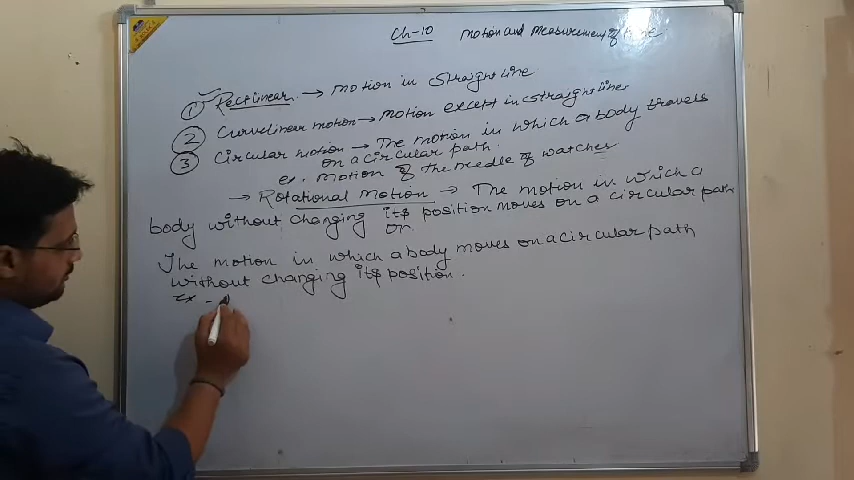 Ch-10 Motion and Measurement of Time
① Rectilinear → Motion in straight line
② Curvelinear motion → Motion except in straight lines
③ Circular motion → The motion in which a body travels
on a circular path.
ex. motion of the needle of watches
→ Rotational Motion → The motion in which a
body without changing its position moves on a circular path
or
The motion in which a body moves on a circular path
without changing its position.
Ex -